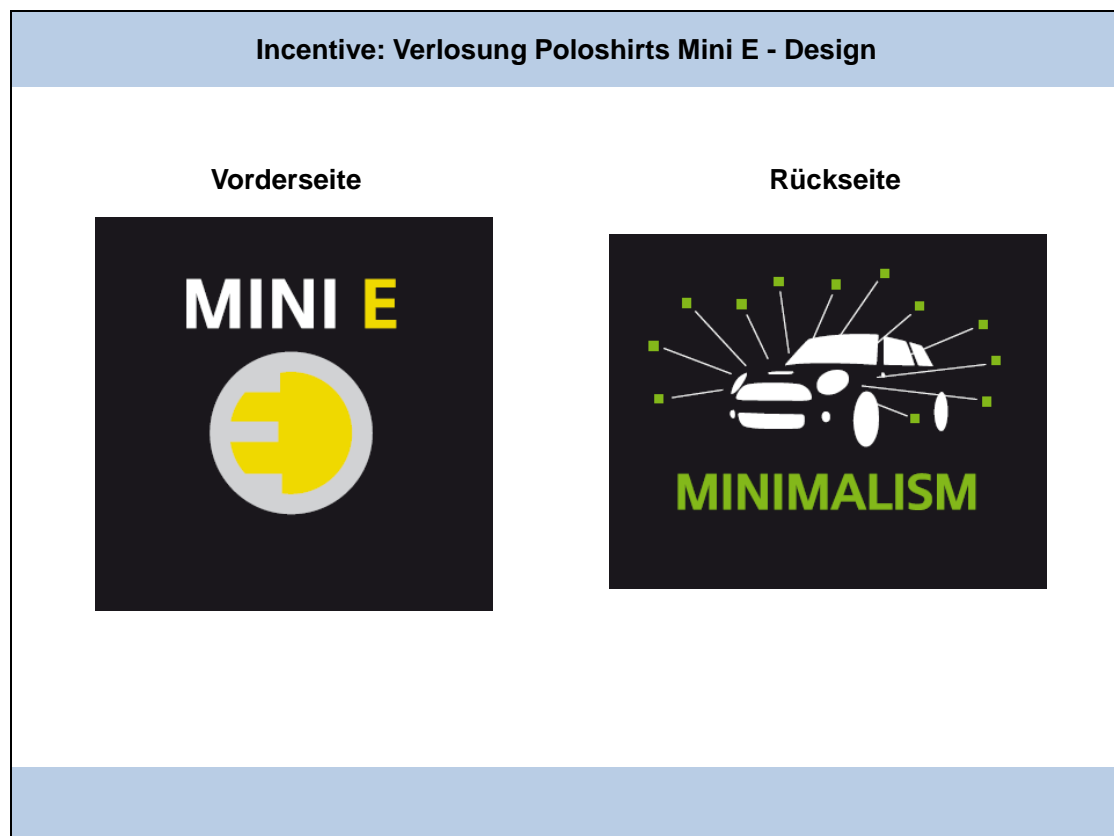 Incentive: Verlosung Poloshirts Mini E - Design
Vorderseite
Rückseite
MINI E
MINIMALISM